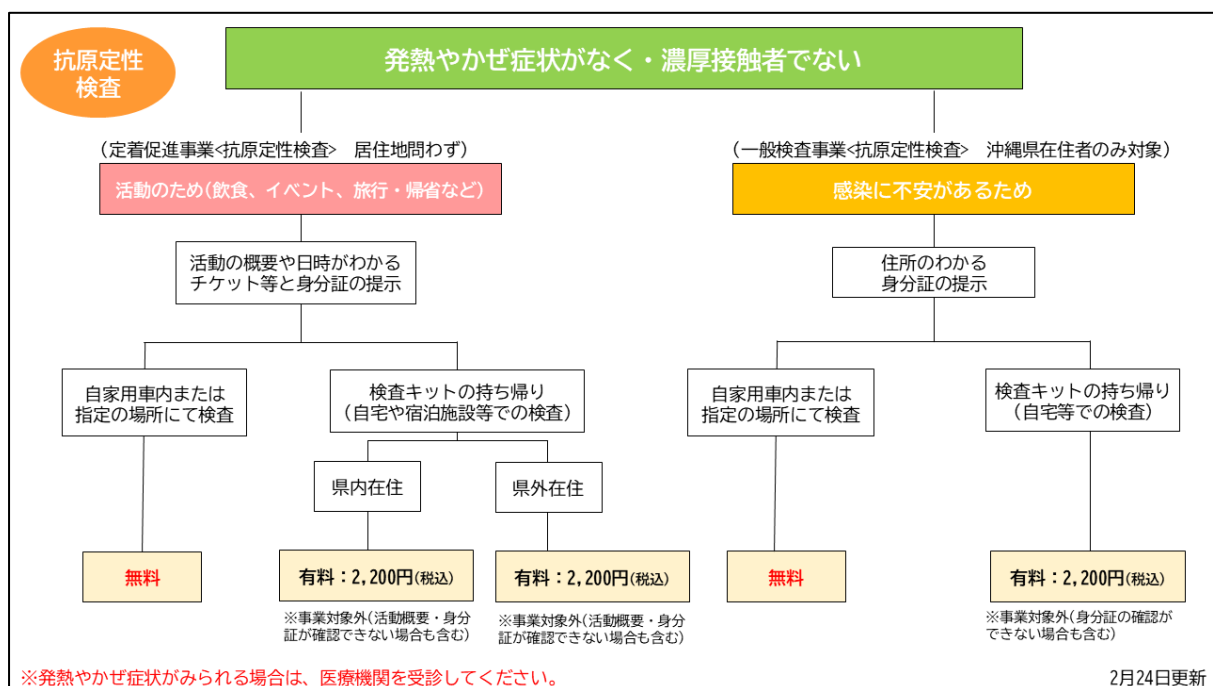 抗原定性
検査
発熱やかぜ症状がなく・濃厚接触者でない
(定着促進事業<抗原定性検査>　居住地問わず)
活動のため(飲食、イベント、旅行・帰省など)
活動の概要や日時がわかる
チケット等と身分証の提示
自家用車内または
指定の場所にて検査
検査キットの持ち帰り
(自宅や宿泊施設等での検査)
県内在住
県外在住
無料
有料：2,200円(税込)
※事業対象外(活動概要・身分
証が確認できない場合も含む)
有料：2,200円(税込)
※事業対象外(活動概要・身分
証が確認できない場合も含む)
(一般検査事業<抗原定性検査>　沖縄県在住者のみ対象)
感染に不安があるため
住所のわかる
身分証の提示
自家用車内または
指定の場所にて検査
検査キットの持ち帰り
(自宅等での検査)
無料
有料：2,200円(税込)
※事業対象外(身分証の確認が
できない場合も含む)
※発熱やかぜ症状がみられる場合は、医療機関を受診してください。
2月24日更新